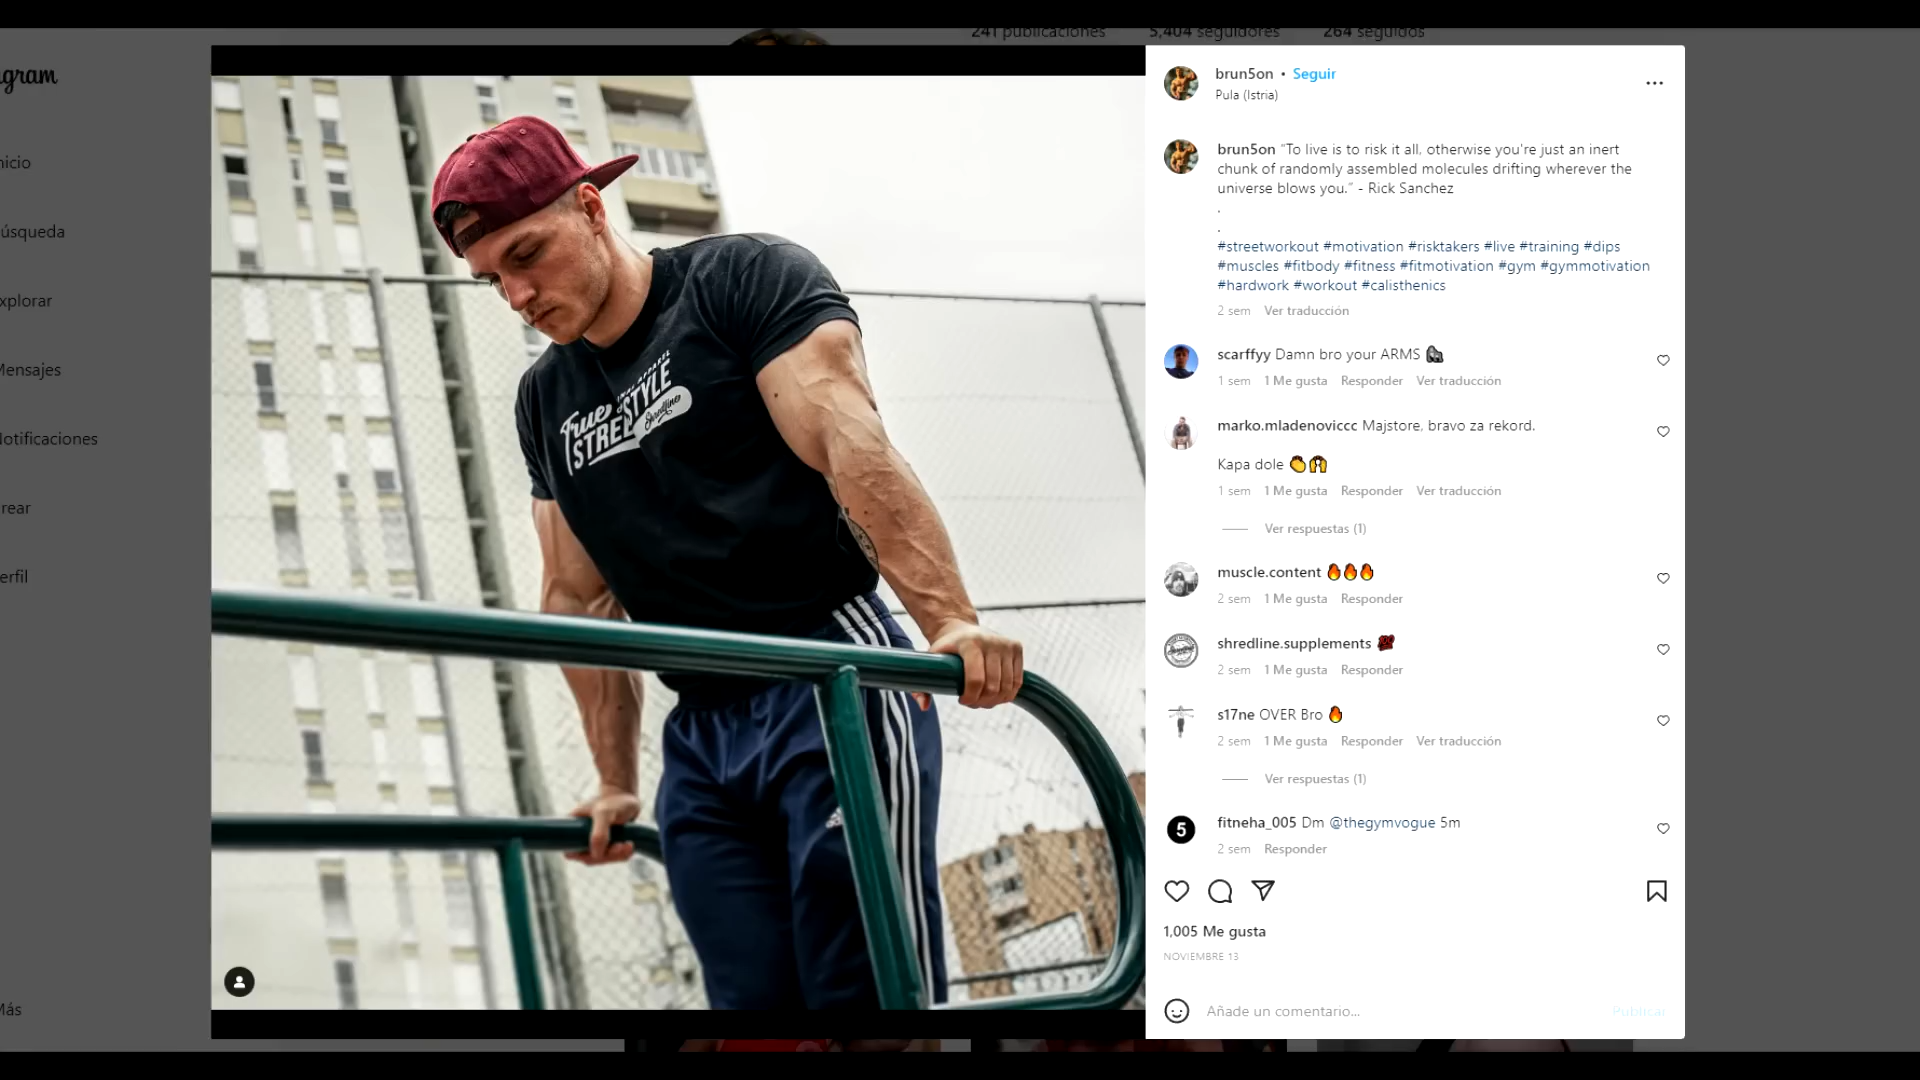 241 publicaciones 5,404 seguidores 264 seguidos
gram
nicio
úsqueda
xplorar
Mensajes
Notificaciones
rear
erfil
Más
True
STREET STYLE
Shredline
brun5on • Seguir
Pula (Istria)
brun5on “To live is to risk it all, otherwise you're just an inert
chunk of randomly assembled molecules drifting wherever the
universe blows you.” - Rick Sanchez
.
.
#streetworkout #motivation #risktakers #live #training #dips
#muscles #fitbody #fitness #fitmotivation #gym #gymmotivation
#hardwork #workout #calisthenics
2 sem Ver traducción
scarffyy Damn bro your ARMS 🦍
1 sem 1 Me gusta Responder Ver traducción
marko.mladenoviccc Majstore, bravo za rekord.
Kapa dole 👏🙌
1 sem 1 Me gusta Responder Ver traducción
Ver respuestas (1)
muscle.content 🔥🔥🔥
2 sem 1 Me gusta Responder
shredline.supplements 💯
2 sem 1 Me gusta Responder
s17ne OVER Bro 🔥
2 sem 1 Me gusta Responder Ver traducción
Ver respuestas (1)
5
fitneha_005 Dm @thegymvogue 5m
2 sem Responder
1,005 Me gusta
NOVIEMBRE 13
Añade un comentario... Publicar